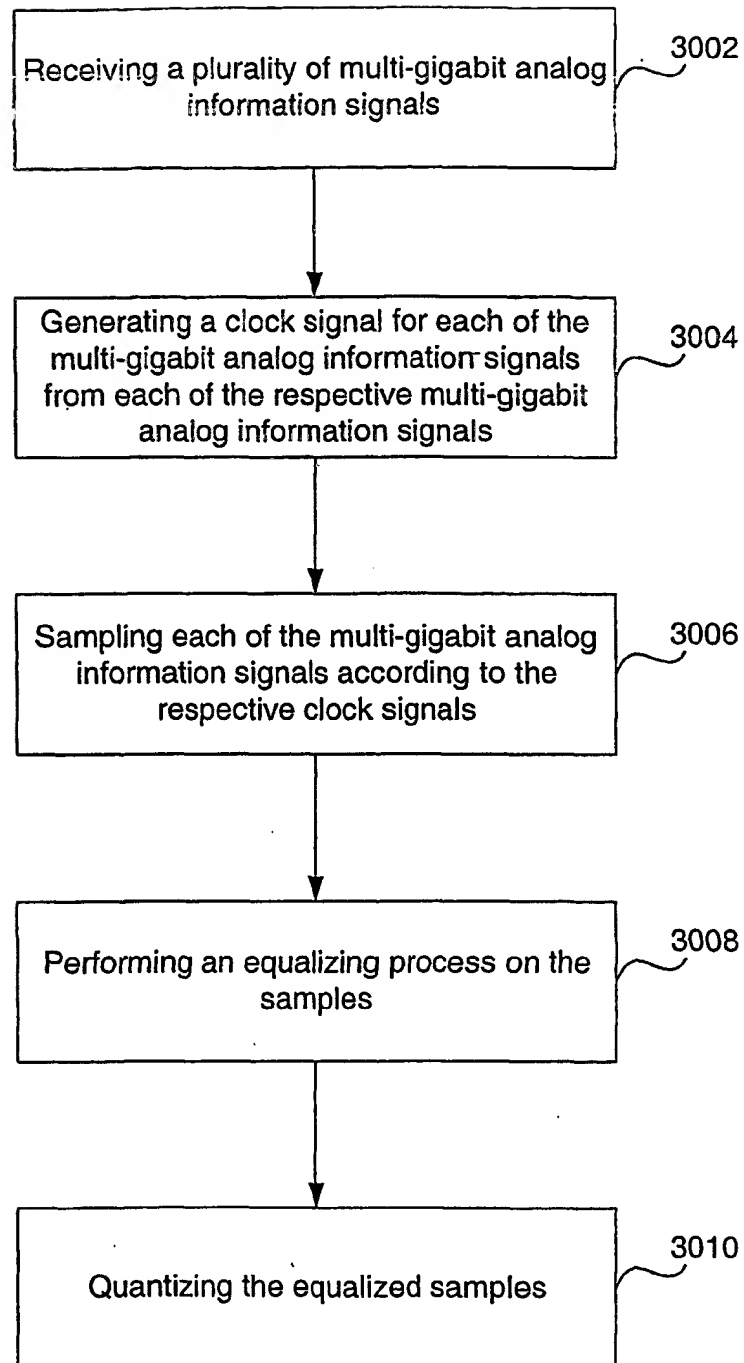 Receiving a plurality of multi-gigabit analog
information signals
3002
Generating a clock signal for each of the
multi-gigabit analog information signals
from each of the respective multi-gigabit
analog information signals
3004
Sampling each of the multi-gigabit analog
information signals according to the
respective clock signals
3006
Performing an equalizing process on the
samples
3008
Quantizing the equalized samples
3010